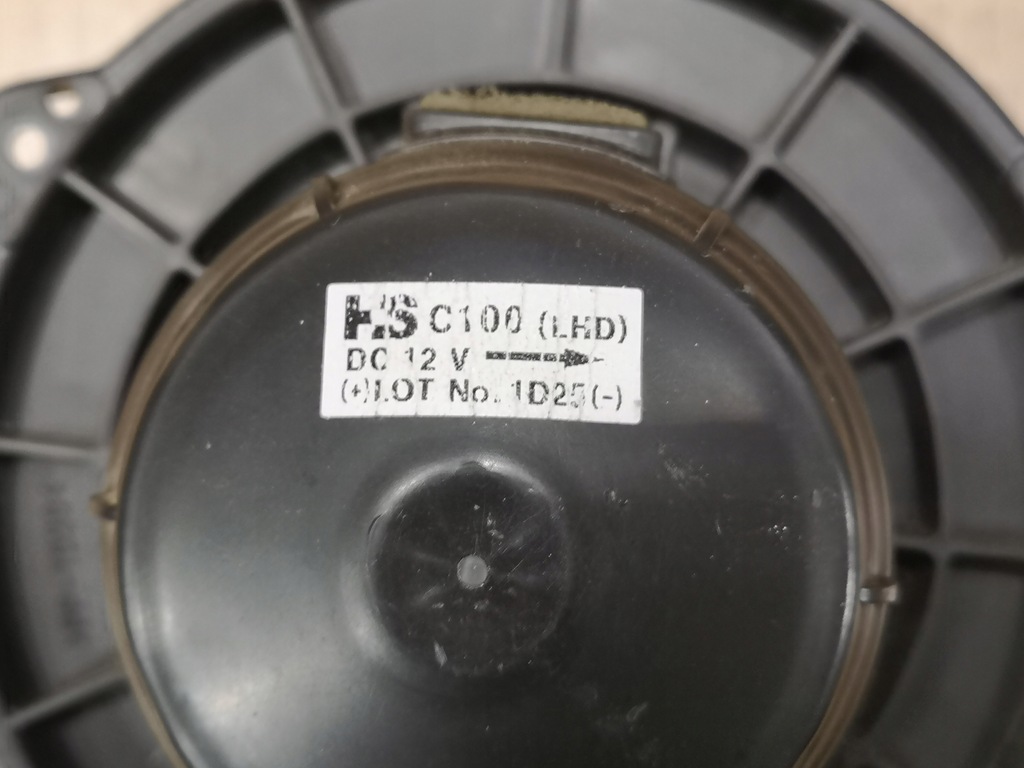 HS C100 (LHD)
DC 12 V
(+)LOT No. 1D25(-)